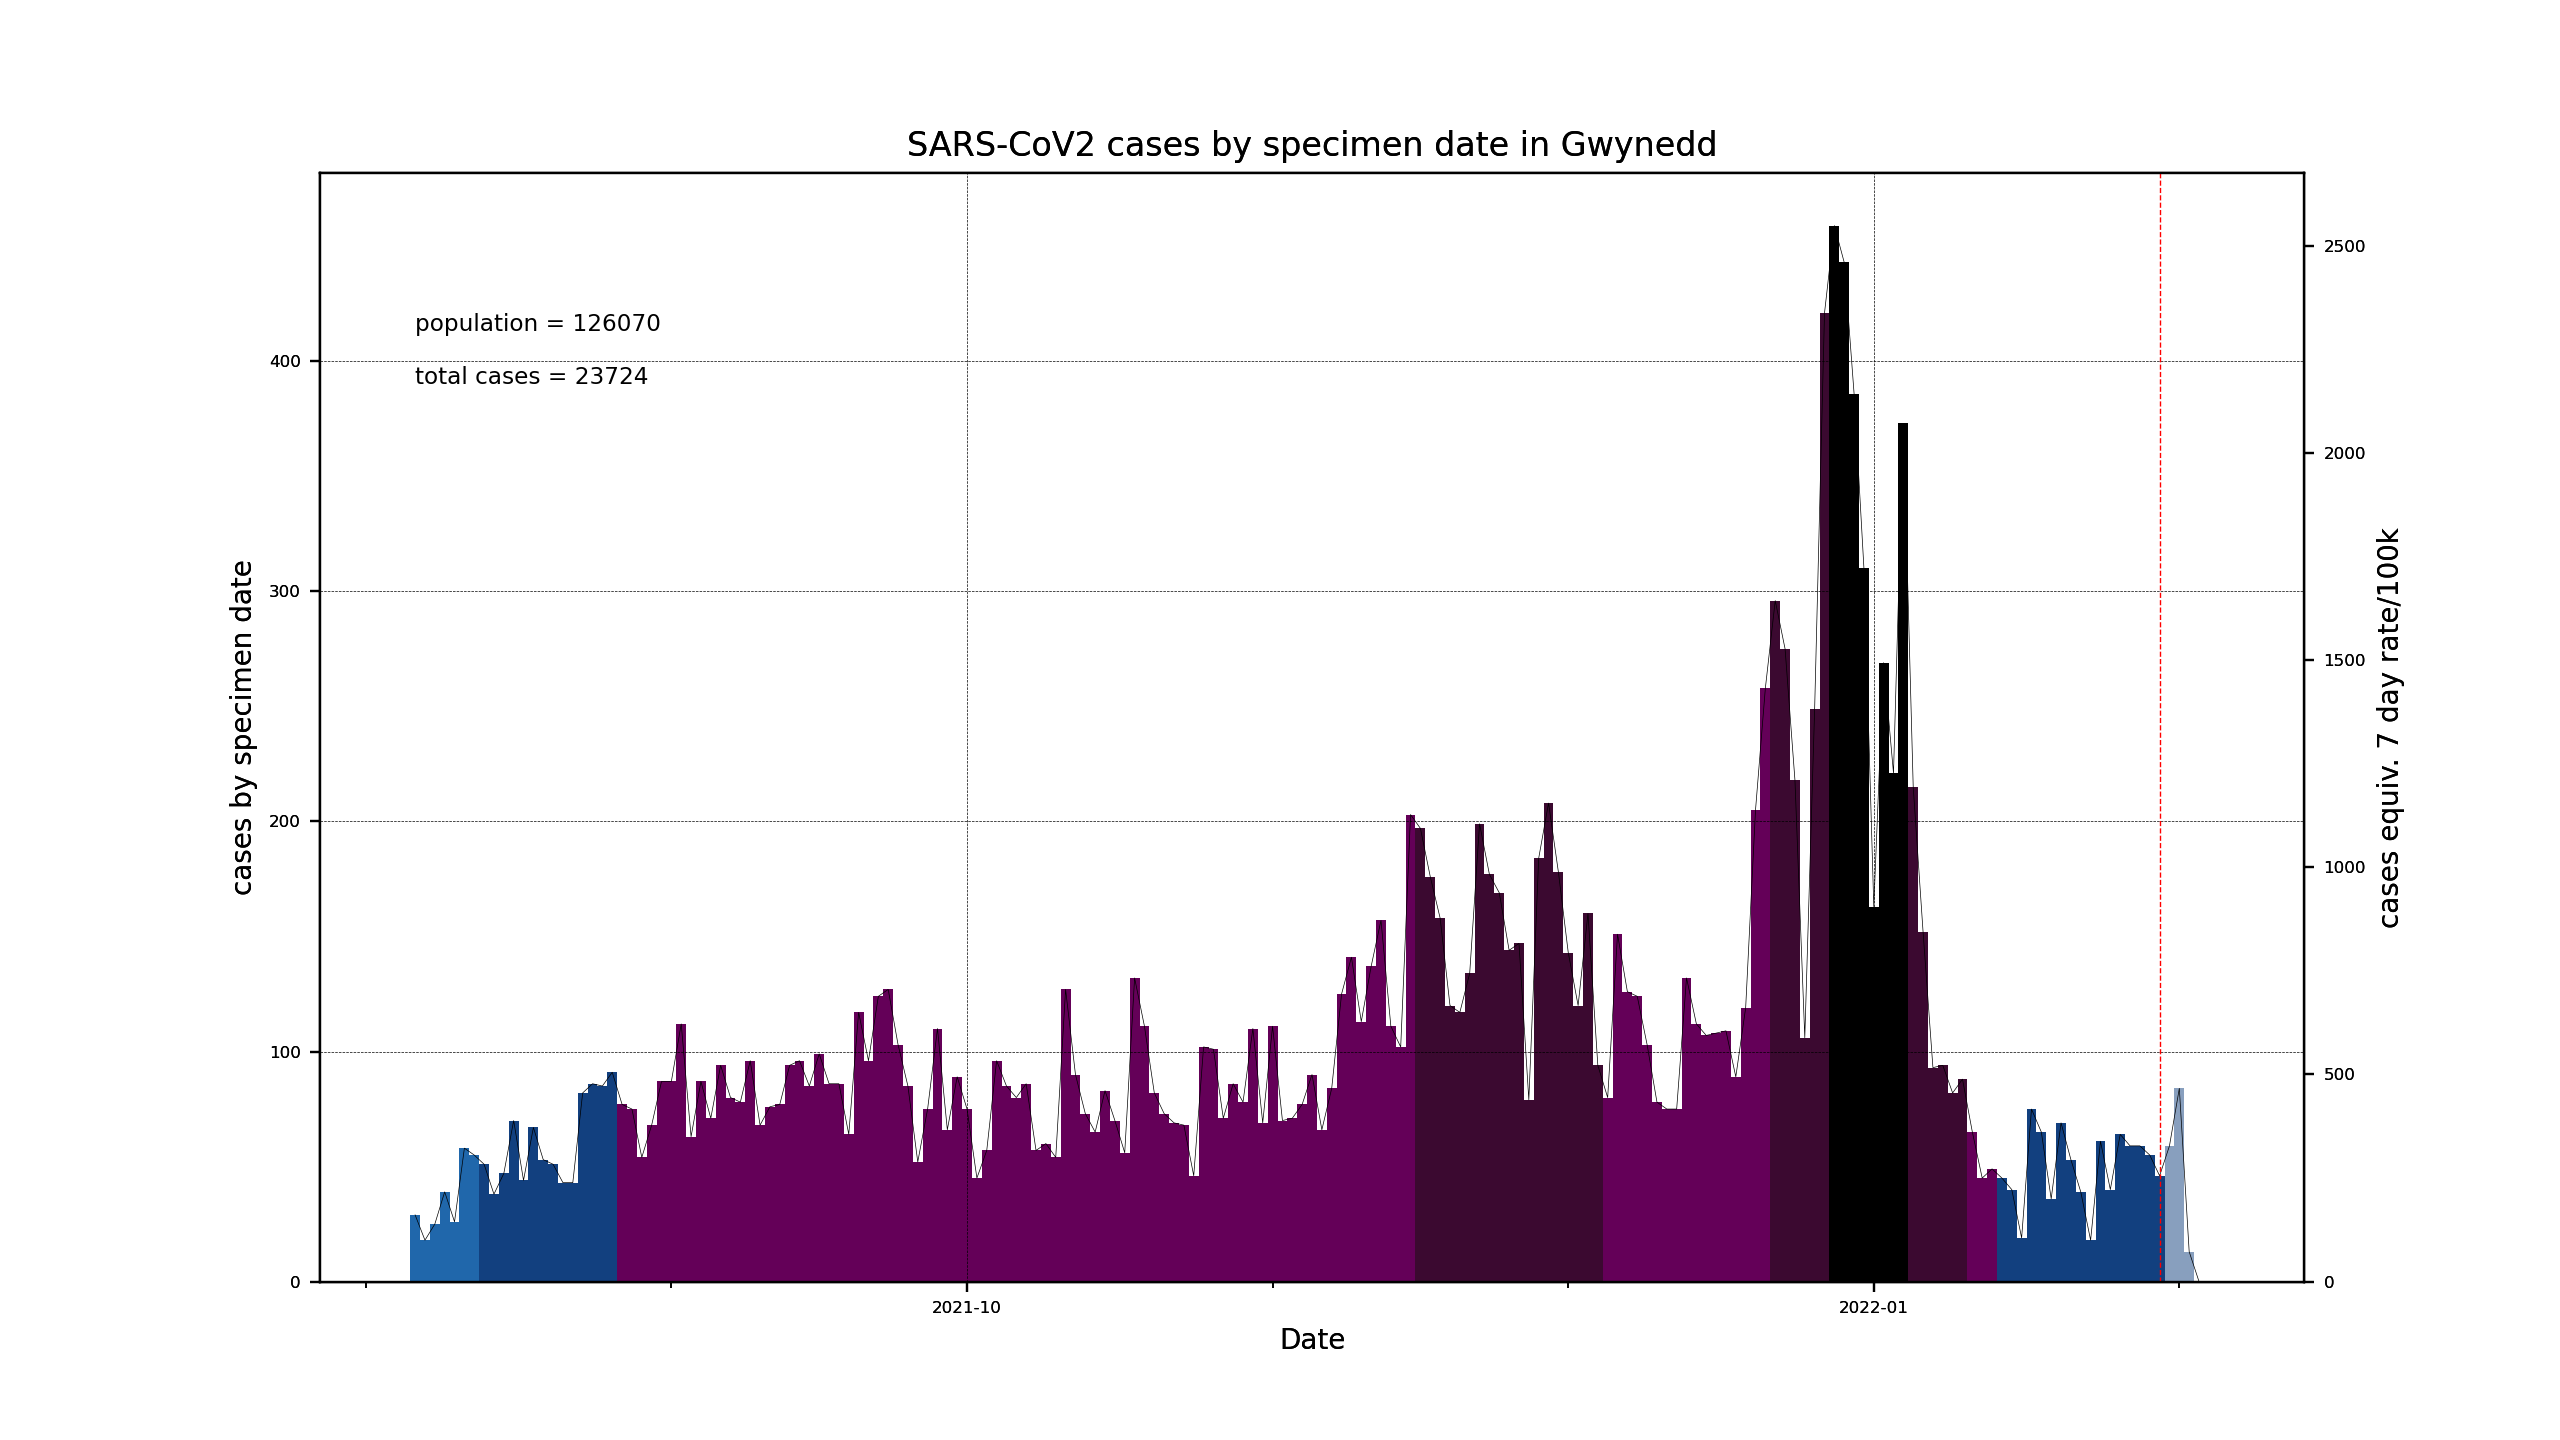 SARS-CoV2 cases by specimen date in Gwynedd
population = 126070
total cases = 23724
cases by specimen date
400
300
200
100
0
2500
2000
1500
1000
500
0
cases equiv. 7 day rate/100k
2021-10
2022-01
Date